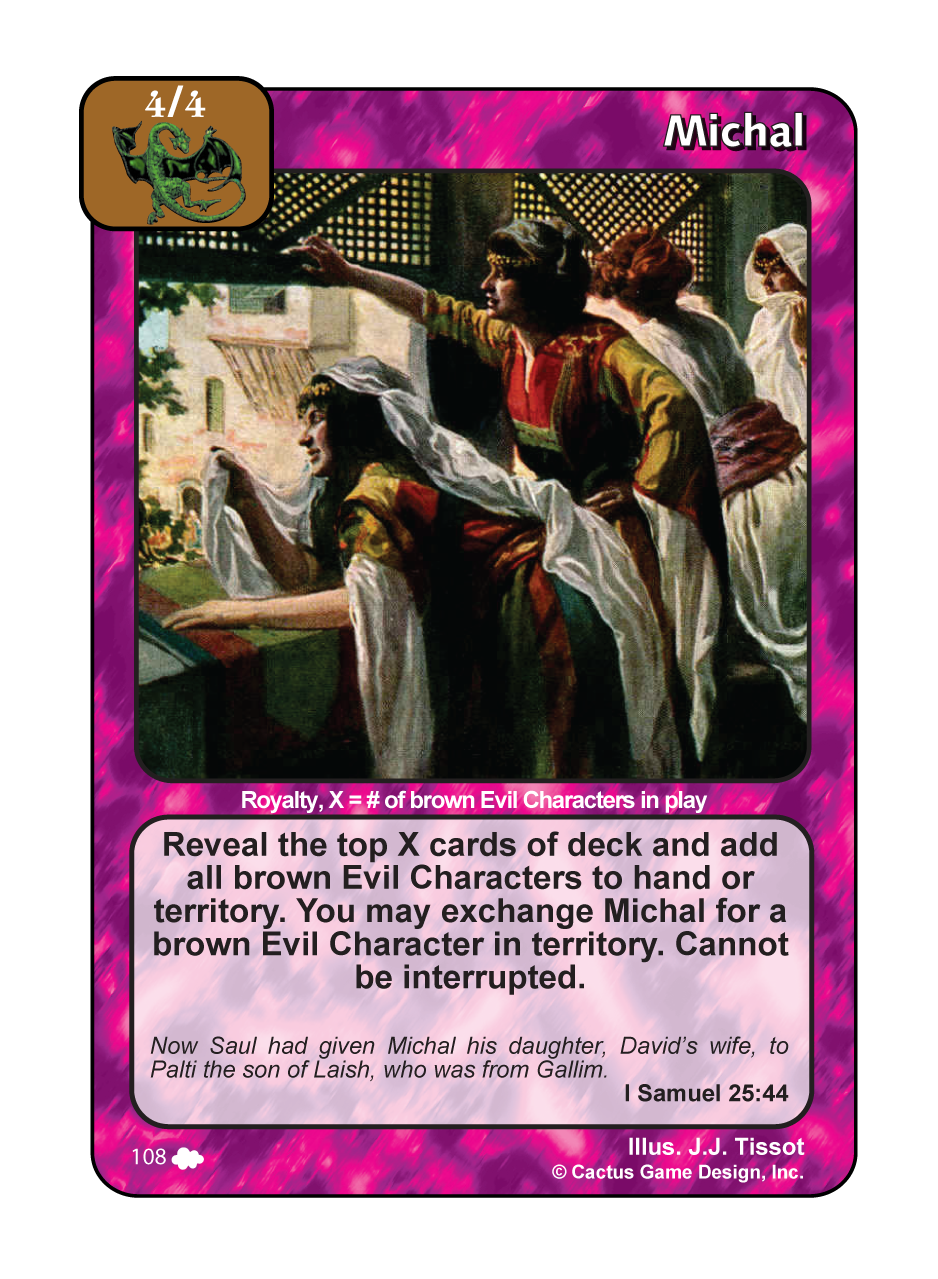 4/4
Michal
Royalty, X = # of brown Evil Characters in play
Reveal the top X cards of deck and add
all brown Evil Characters to hand or
territory. You may exchange Michal for a
brown Evil Character in territory. Cannot
be interrupted.
Now Saul had given Michal his daughter, David's wife, to
Palti the son of Laish, who was from Gallim.
I Samuel 25:44
108
Illus. J.J. Tissot
© Cactus Game Design, Inc.